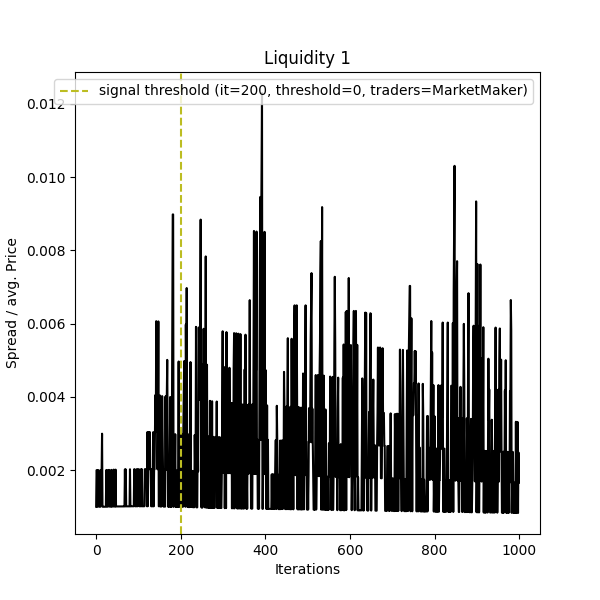 Liquidity 1
signal threshold (it=200, threshold=0, traders=MarketMaker)
0.012
0.010
0.008
0.006
0.004
0.002
Spread / avg. Price
0 200 400 600 800 1000
Iterations